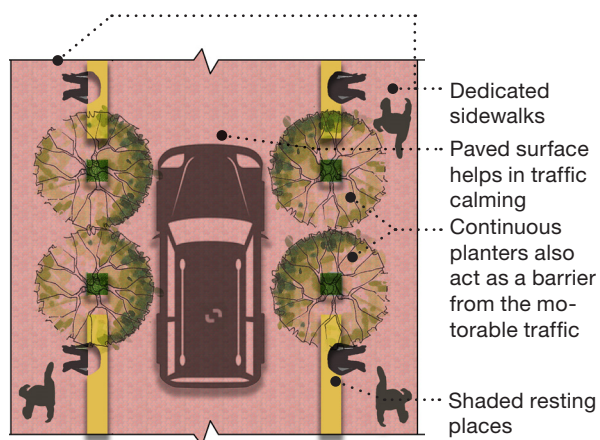 Dedicated
sidewalks
Paved surface
helps in traffic
calming
Continuous
planters also
act as a barrier
from the mo-
torable traffic
Shaded resting
places